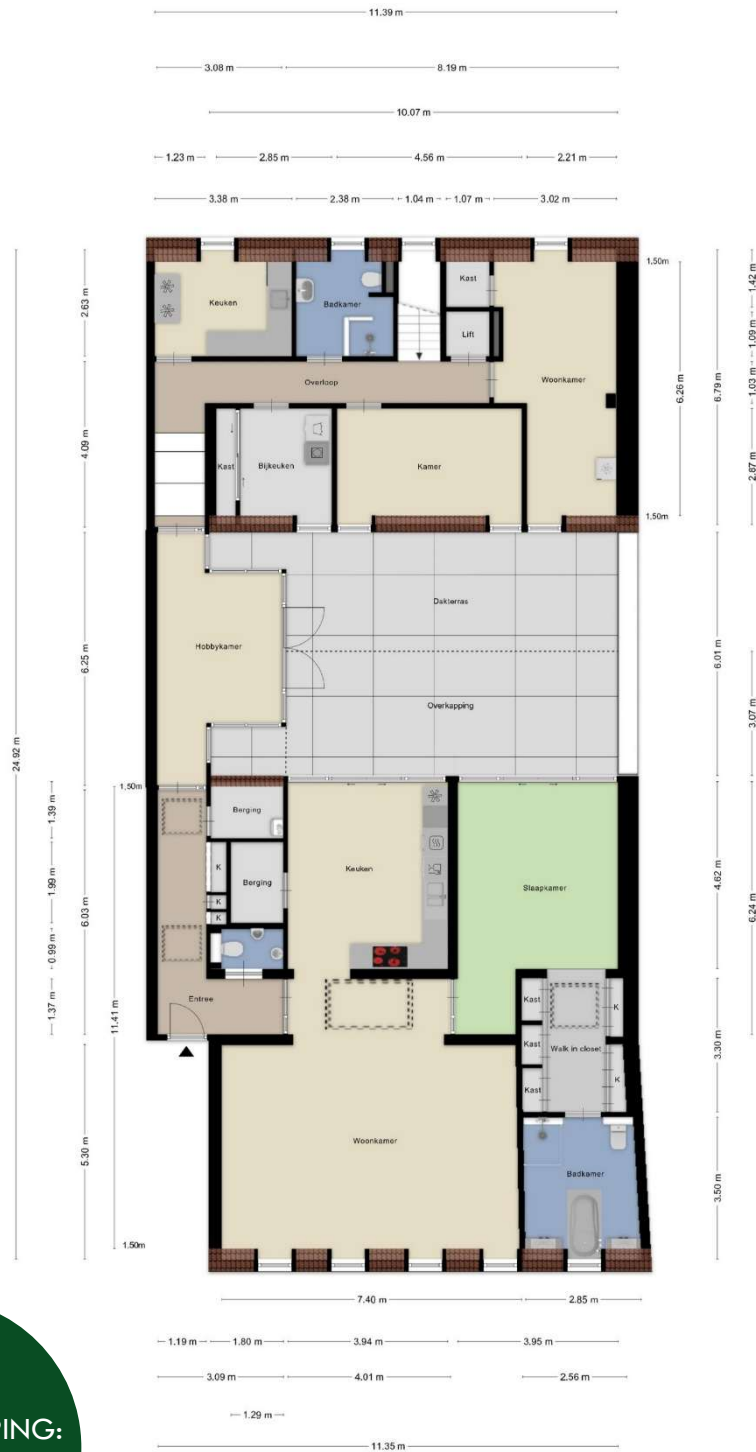 11.39 m
3.08 m
8.19 m
10.07 m
1.23 m
2.85 m
4.56 m
2.21 m
3.38 m
2.38 m
1.04 m
1.07 m
3.02 m
1,50m
Keuken
Badkamer
Kast
Lift
Woonkamer
Overloop
Kast
Bijkeuken
Kamer
1,50m
2.63 m
4.09 m
6.25 m
24.92 m
6.26 m
6.79 m
1.42 m
1.09 m
1.03 m
2.87 m
Dakterras
Hobbykamer
Overkapping
6.01 m
3.07 m
1,50m
Berging
Keuken
Slaapkamer
K
Berging
K
K
1.39 m
1.99 m
0.99 m
1.37 m
6.03 m
11.41 m
4.62 m
6.24 m
Entree
Kast
K
Kast
Walk in closet
Kast
K
3.30 m
Woonkamer
Badkamer
5.30 m
3.50 m
1.50m
7.40 m
2.85 m
1.19 m
1.80 m
3.94 m
3.95 m
3.09 m
4.01 m
2.56 m
1.29 m
11.35 m
PING: